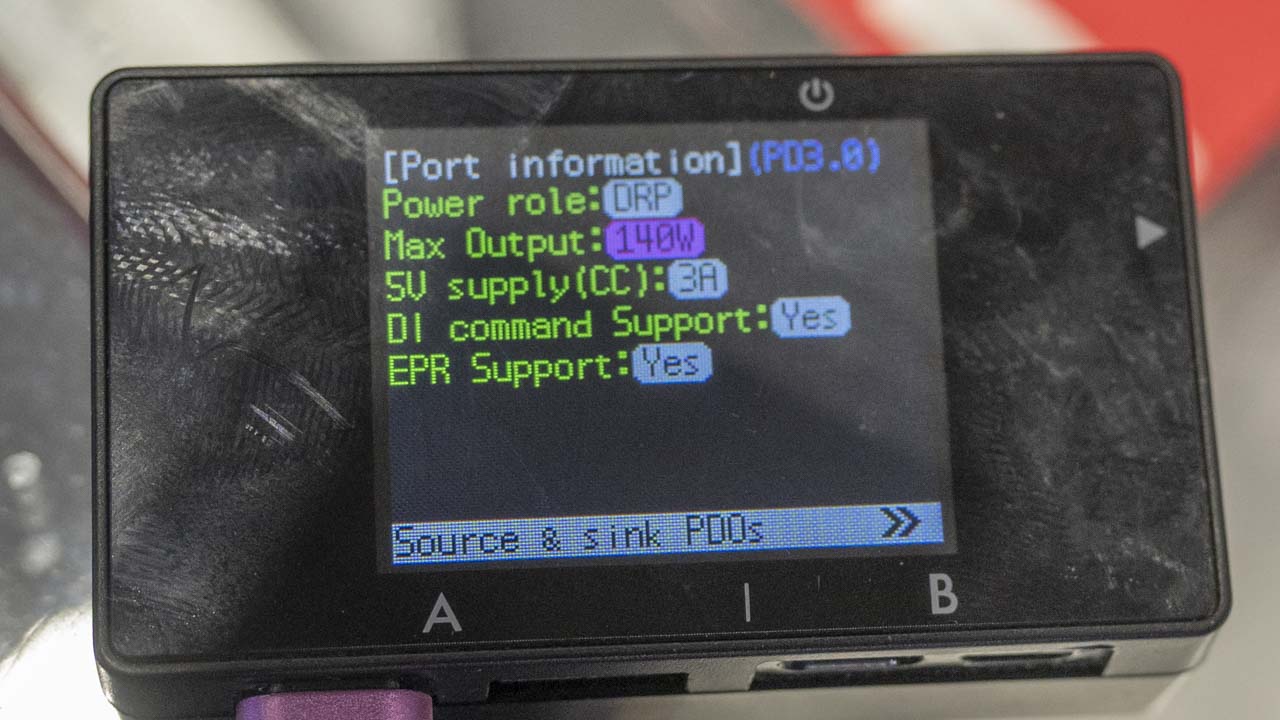 [Port information](PD3.0)
Power role:DRP
Max Output:140W
5V supply(CC):3A
DI command Support:Yes
EPR Support:Yes
Source & sink PDOs »
A | B